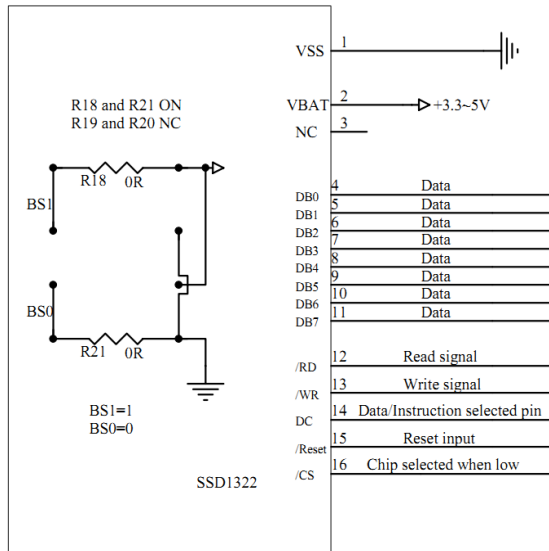 VSS 1
VBAT 2 +3.3~5V
NC 3
R18 and R21 ON
R19 and R20 NC
R18 0R
BS1
BS0
R21 0R
BS1=1
BS0=0
SSD1322
DB0 4 Data
DB1 5 Data
DB2 6 Data
DB3 7 Data
DB4 8 Data
DB5 9 Data
DB6 10 Data
DB7 11 Data
/RD 12 Read signal
/WR 13 Write signal
DC 14 Data/Instruction selected pin
/Reset 15 Reset input
/CS 16 Chip selected when low